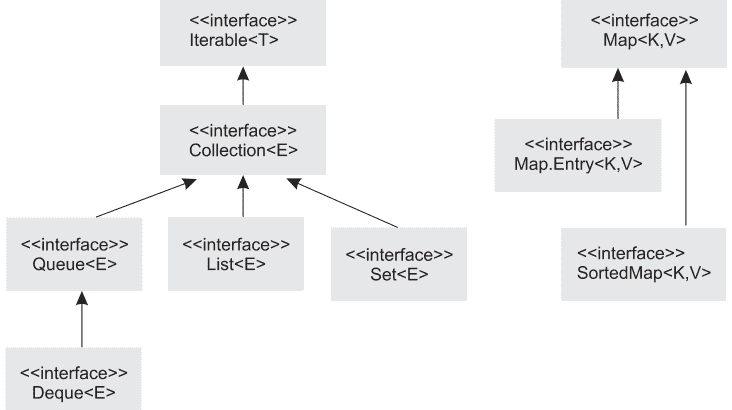 <<interface>>
Iterable<T>
<<interface>>
Map<K,V>
<<interface>>
Collection<E>
<<interface>>
Map.Entry<K,V>
<<interface>>
Queue<E>
<<interface>>
List<E>
<<interface>>
Set<E>
<<interface>>
SortedMap<K,V>
<<interface>>
Deque<E>